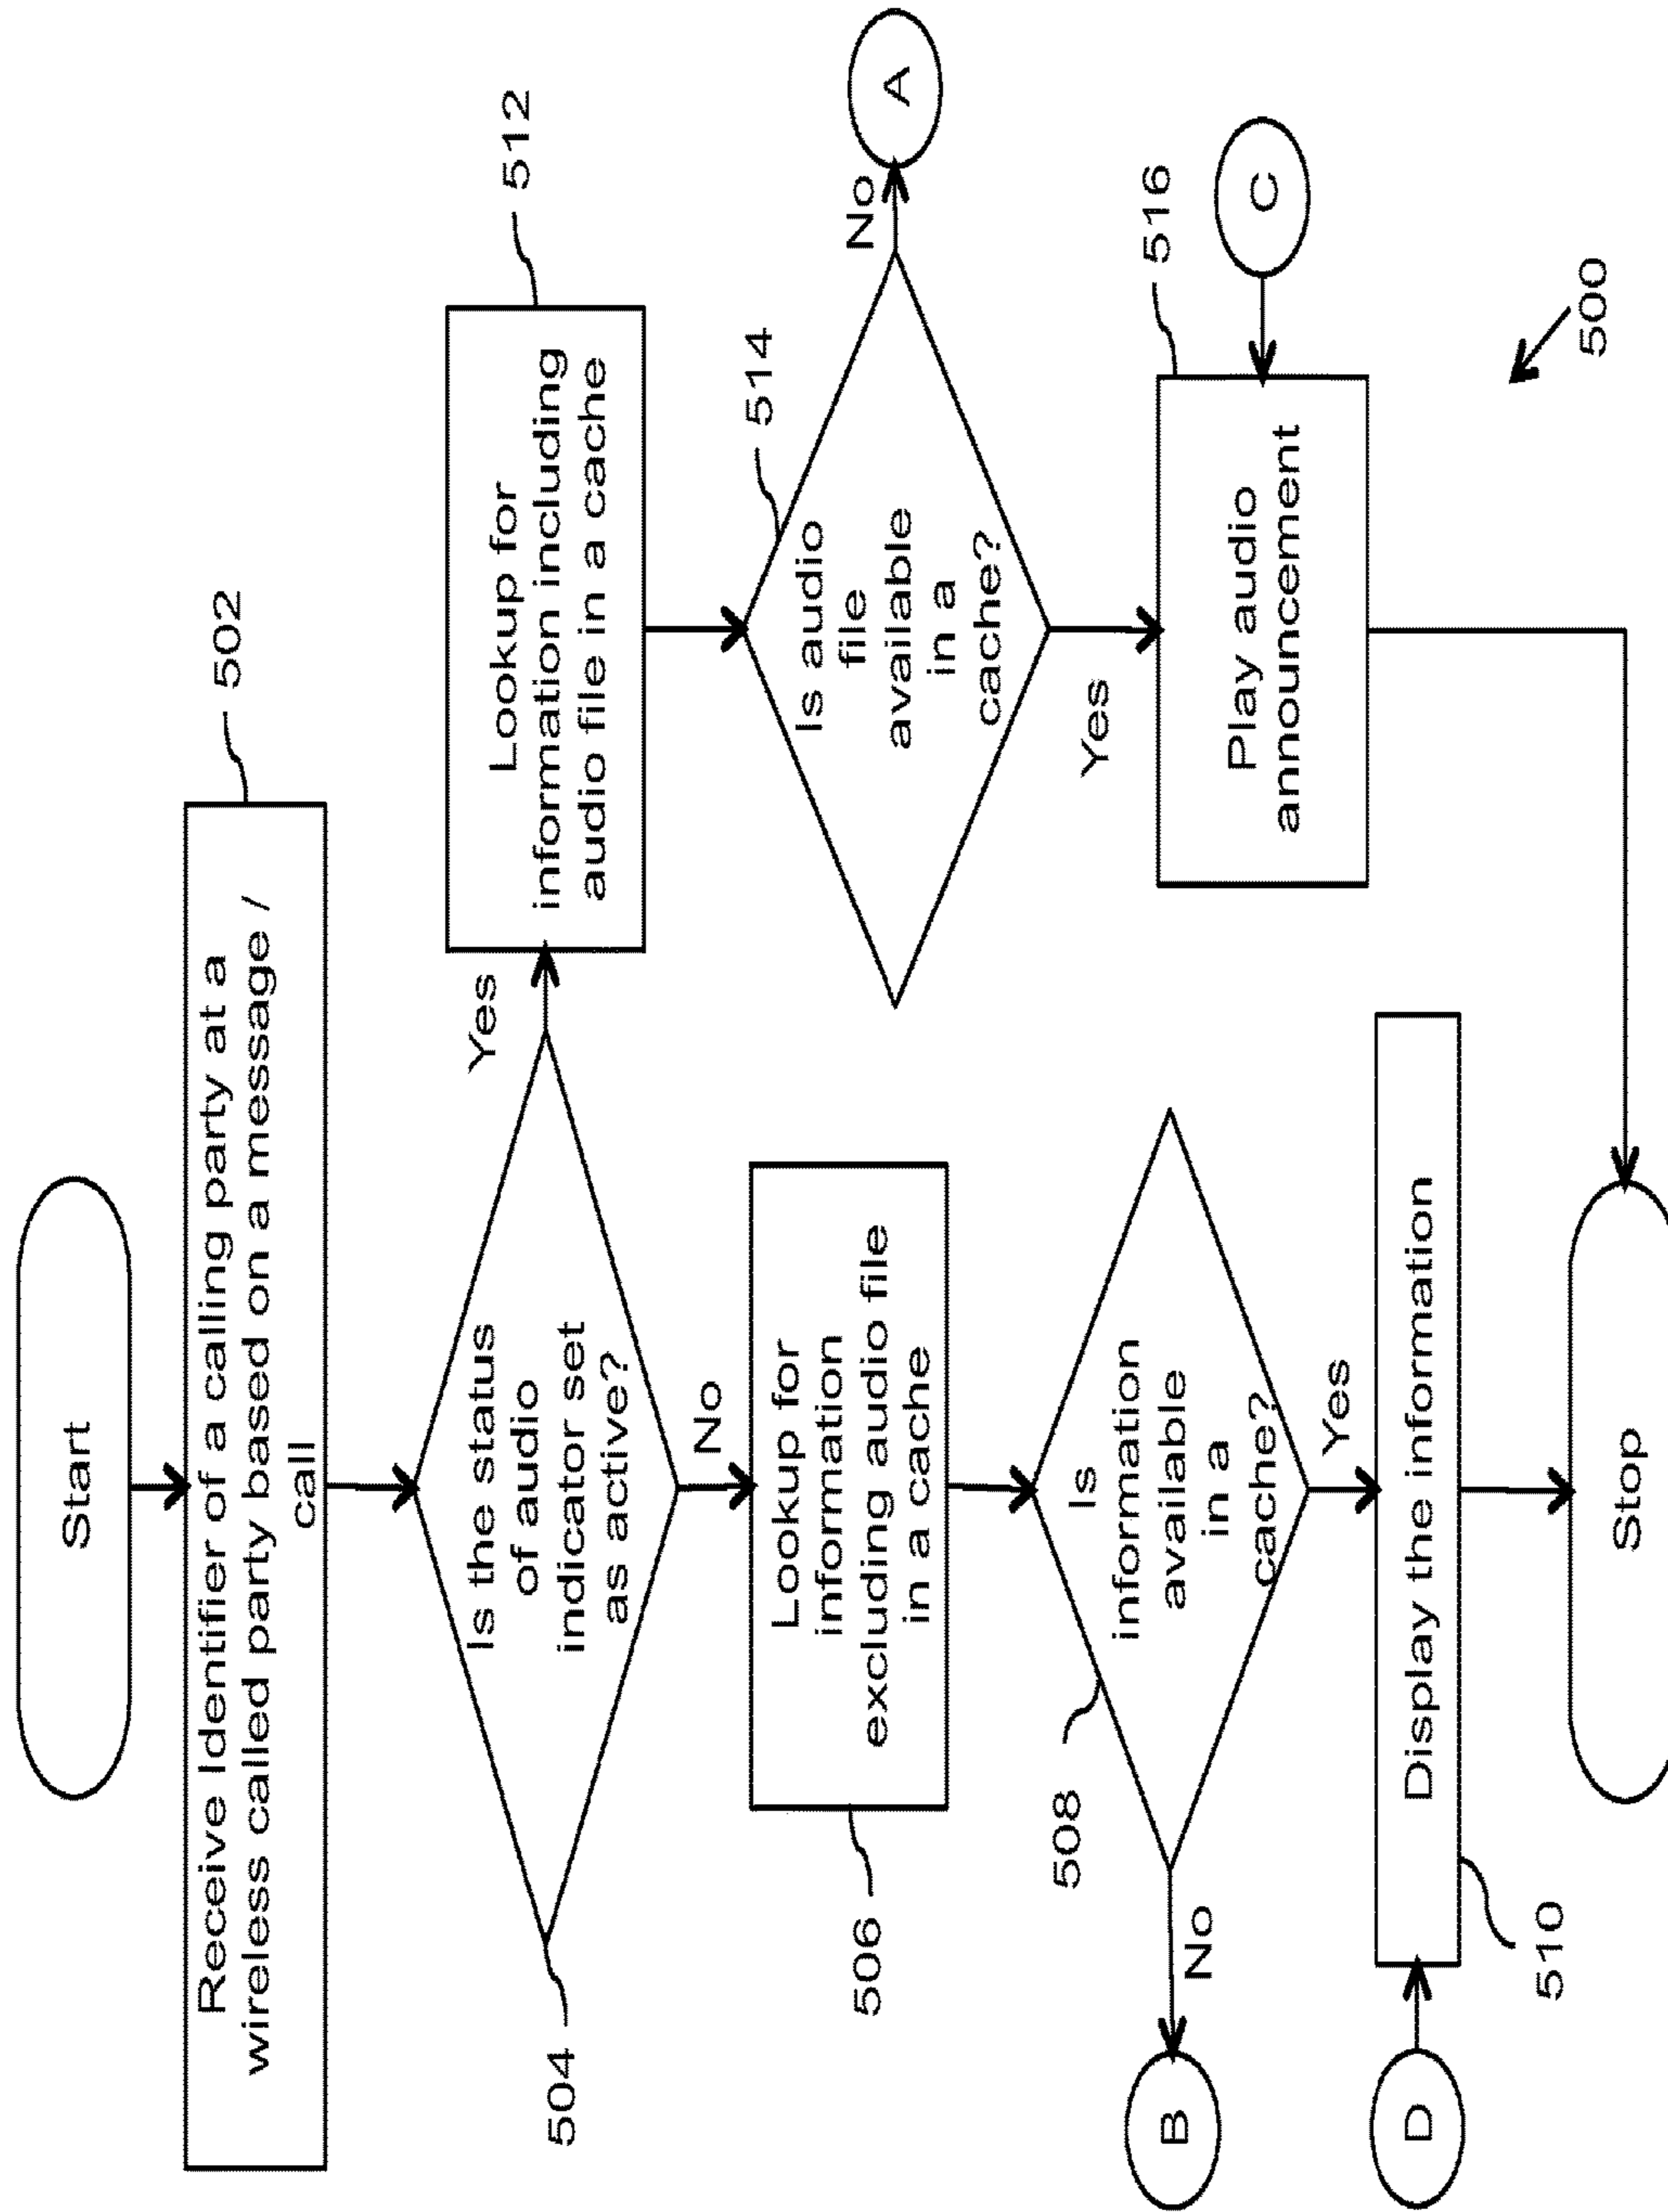 Start
Receive Identifier of a calling party at a
wireless called party based on a message /
call
502
Is the status
of audio
indicator set
as active?
504
Yes
No
Lookup for
information including
audio file in a cache
512
Lookup for
information
excluding audio file
in a cache
506
Is audio
file
available
in a
cache?
514
No
A
Yes
Is
information
available
in a
cache?
508
No
B
Yes
Play audio
announcement
516
C
Display the information
510
D
Stop
500